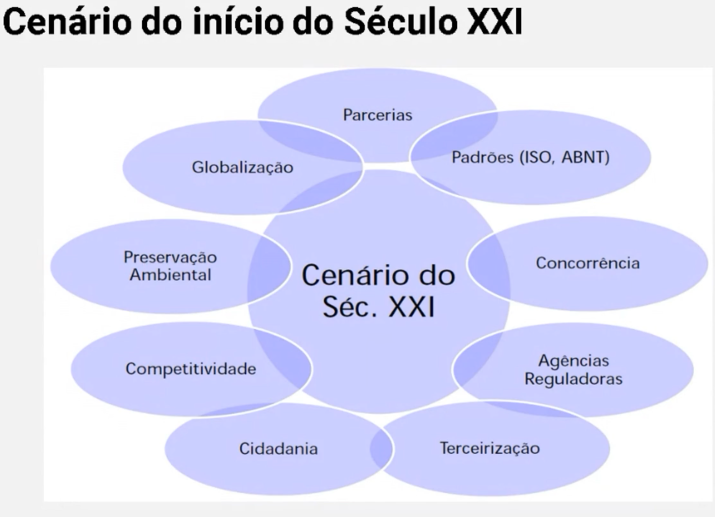 Cenário do início do Século XXI
Parcerias
Padrões (ISO, ABNT)
Globalização
Concorrência
Preservação
Ambiental
Cenário do
Séc. XXI
Competitividade
Agências
Reguladoras
Cidadania
Terceirização